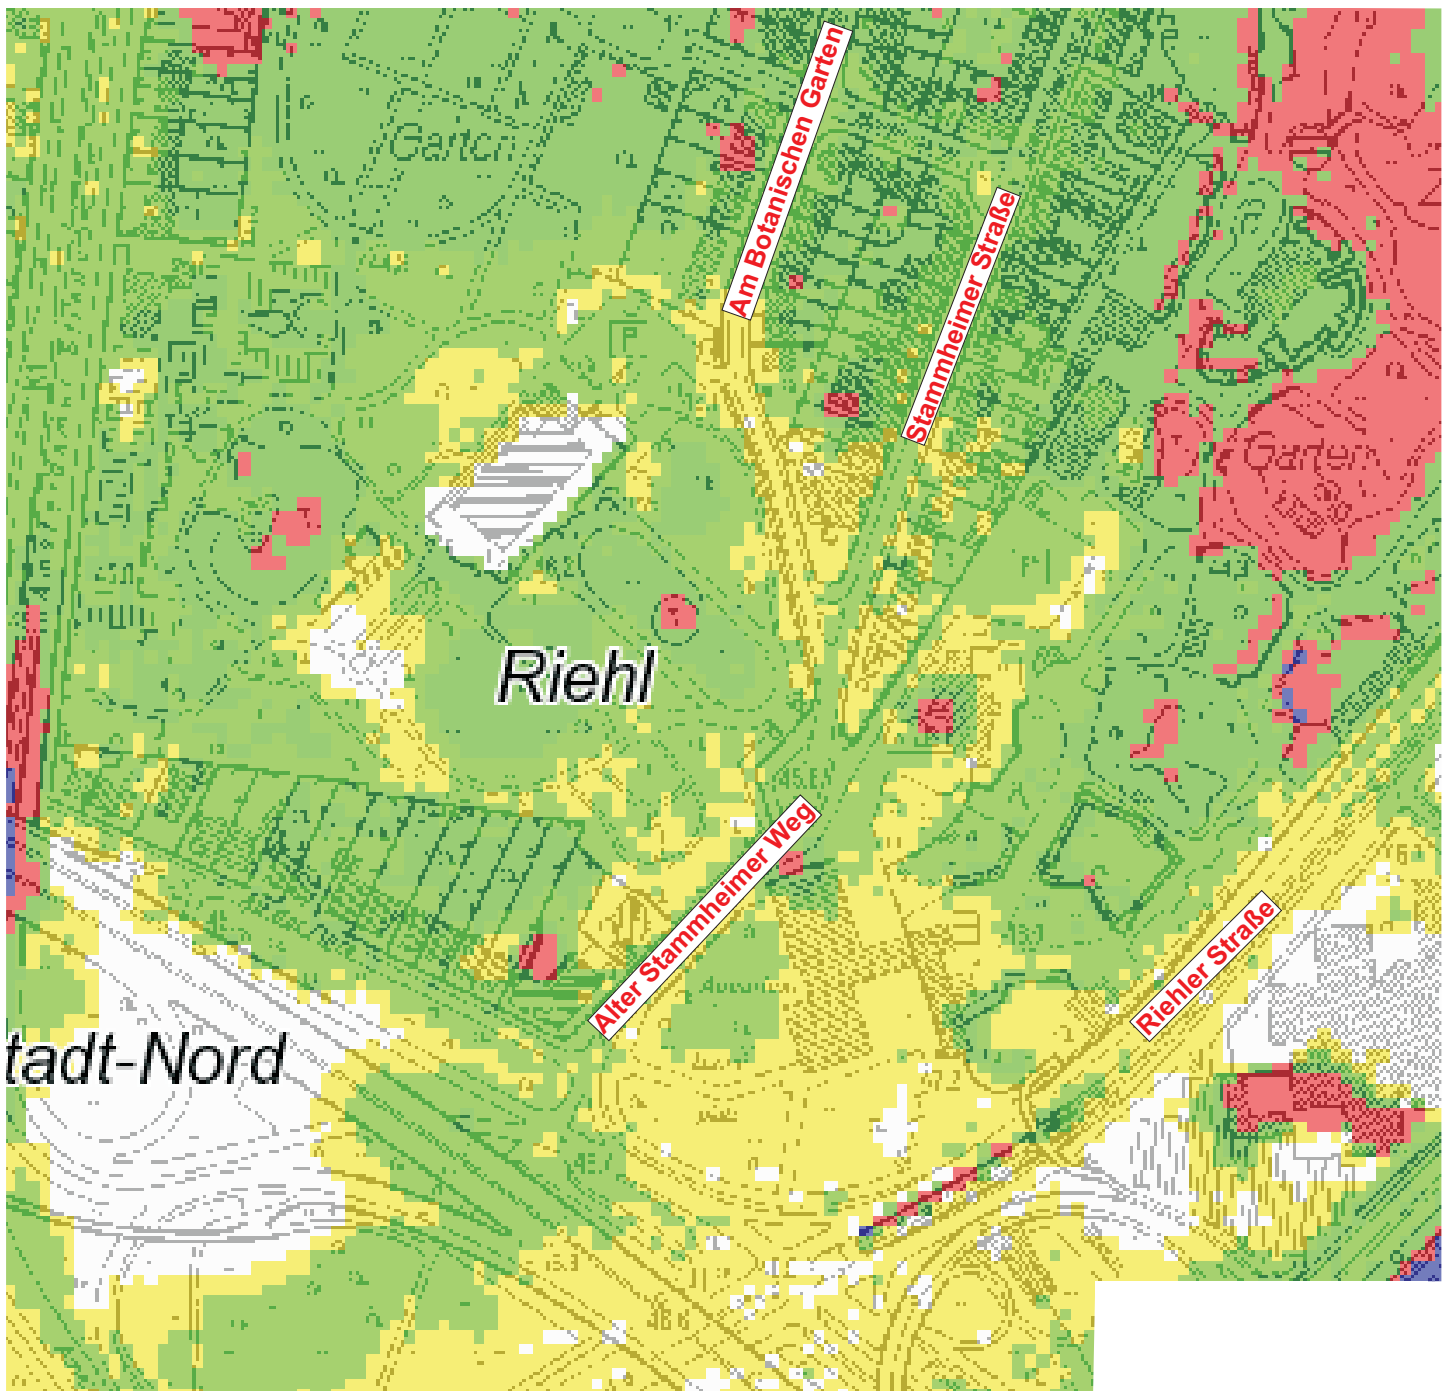 Am Botanischen Garten
Garten
Stammheimer Straße
Garten
Riehl
Alter Stammheimer Weg
Riehler Straße
tadt-Nord